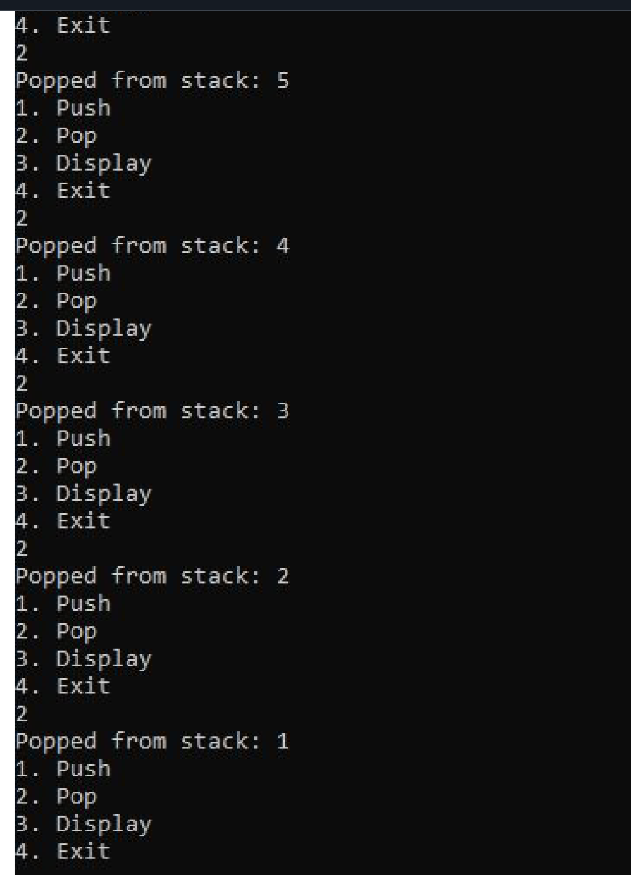 4. Exit
2
Popped from stack: 5
1. Push
2. Pop
3. Display
4. Exit
2
Popped from stack: 4
1. Push
2. Pop
3. Display
4. Exit
2
Popped from stack: 3
1. Push
2. Pop
3. Display
4. Exit
2
Popped from stack: 2
1. Push
2. Pop
3. Display
4. Exit
2
Popped from stack: 1
1. Push
2. Pop
3. Display
4. Exit